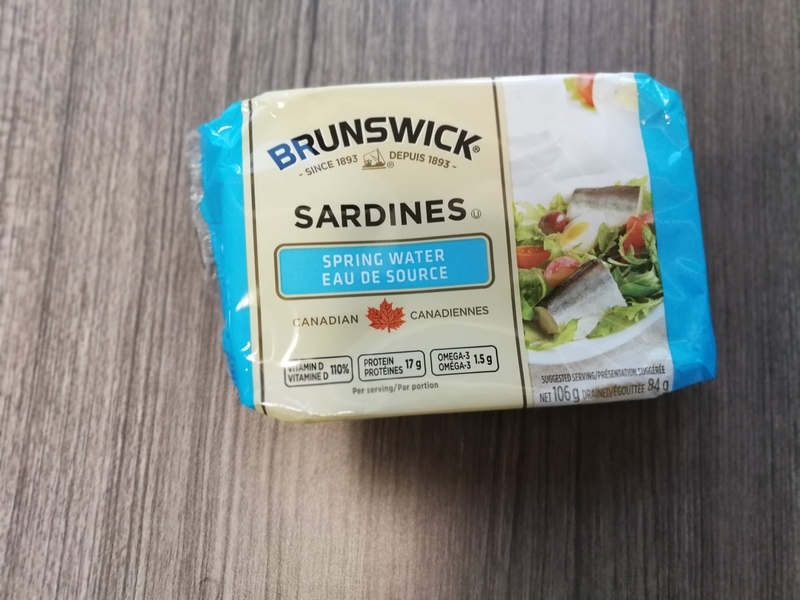 BRUNSWICK®
- SINCE 1893 DEPUIS 1893 -
SARDINES
SPRING WATER
EAU DE SOURCE
CANADIAN CANADIENNES
VITAMIN D
VITAMINE D 110%
PROTEIN
PROTÉINES 17 g
OMEGA-3
OMÉGA-3 1.5 g
Per serving/Par portion
SUGGESTED SERVING/PRÉSENTATION SUGGÉRÉE
NET 106 g DRAINED/ÉGOUTTÉE 84 g